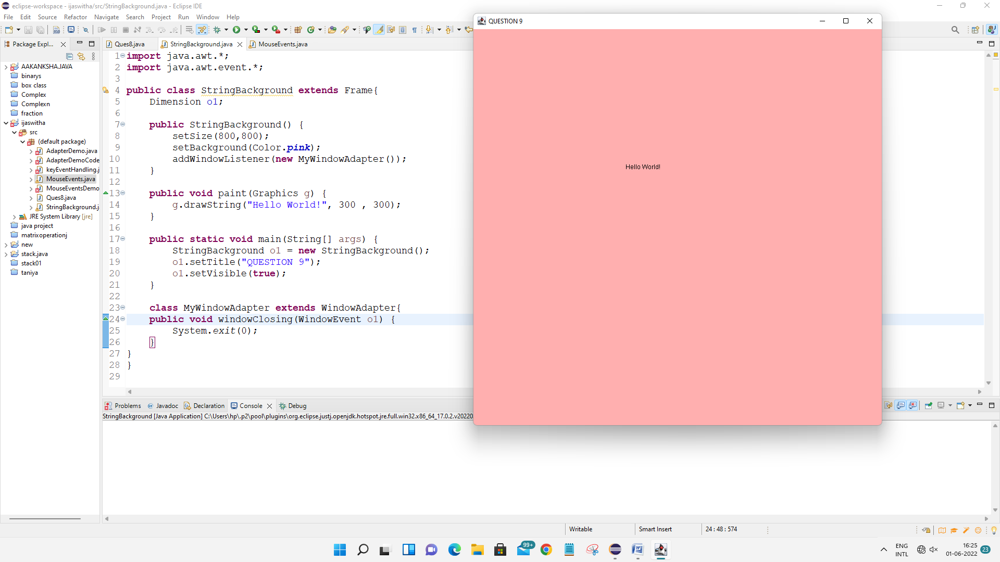 eclipse-workspace - ijaswitha/src/StringBackground.java - Eclipse IDE
File Edit Source Refactor Navigate Search Project Run Window Help
Package Expl...
AAKANKSHA.JAVA
binarys
box class
Complex
Complexn
fraction
ijaswitha
src
(default package)
AdapterDemo.java
AdapterDemoCode
keyEventHandling.j
MouseEvents.java
MouseEventsDemo
Ques8.java
StringBackground.j
JRE System Library [jre]
java project
matrixoperationj
new
stack.java
stack01
taniya
Ques8.java StringBackground.java MouseEvents.java
1 import java.awt.*;
2 import java.awt.event.*;
3
4 public class StringBackground extends Frame{
5 Dimension o1;
6
7 public StringBackground() {
8 setSize(800,800);
9 setBackground(Color.pink);
10 addWindowListener(new MyWindowAdapter());
11 }
12
13 public void paint(Graphics g) {
14 g.drawString("Hello World!", 300 , 300);
15 }
16
17 public static void main(String[] args) {
18 StringBackground o1 = new StringBackground();
19 o1.setTitle("QUESTION 9");
20 o1.setVisible(true);
21 }
22
23 class MyWindowAdapter extends WindowAdapter{
24 public void windowClosing(WindowEvent o1) {
25 System.exit(0);
26 }
27 }
28 }
29
QUESTION 9
Hello World!
Problems @ Javadoc Declaration Console Debug
StringBackground [Java Application] C:\Users\hp\.p2\pool\plugins\org.eclipse.justj.openjdk.hotspot.jre.full.win32.x86_64_17.0.2.v20220
Writable Smart Insert 24 : 48 : 574
99+
ENG
INTL
16:25
01-06-2022
23